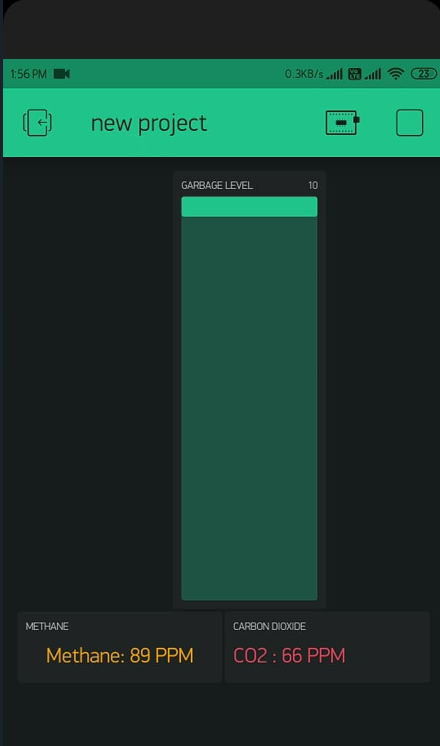 1:56 PM 0.3KB/s VoLTE 23
new project
GARBAGE LEVEL 10
METHANE
Methane: 89 PPM
CARBON DIOXIDE
CO2 : 66 PPM